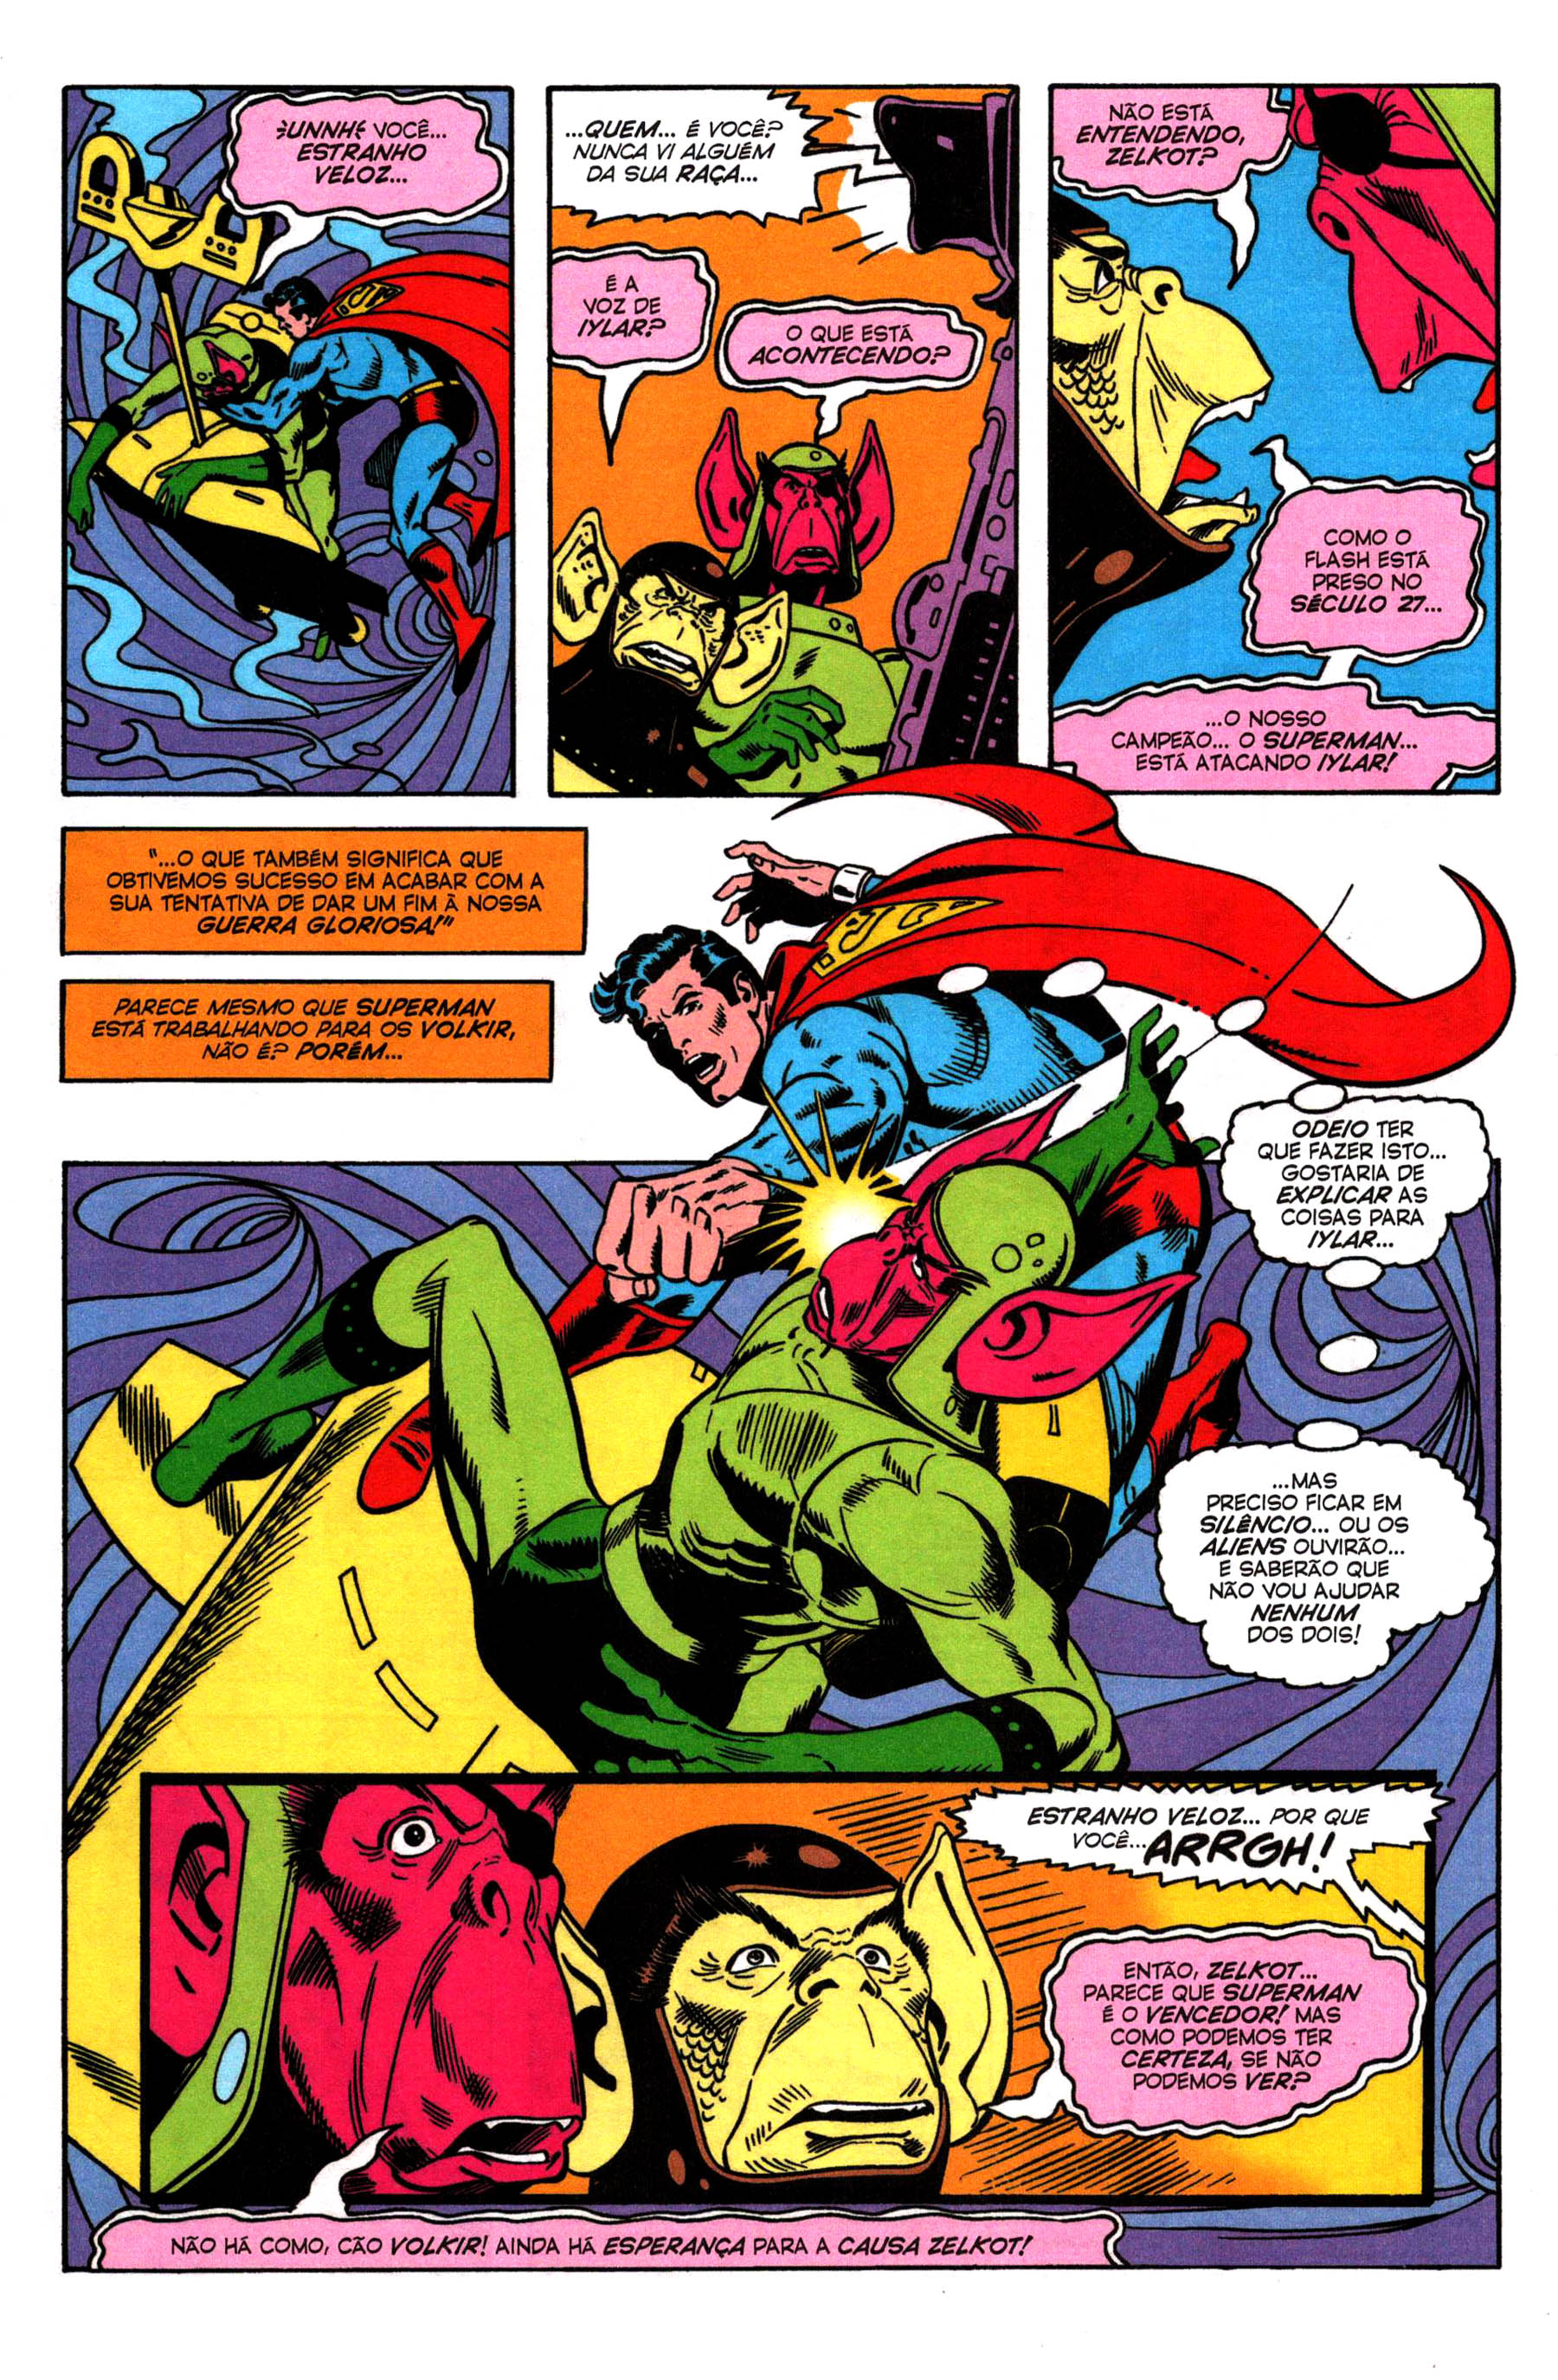 ¿UNNH¿ VOCÊ...
ESTRANHO
VELOZ...
...QUEM... É VOCÊ?
NUNCA VI ALGUÉM
DA SUA RAÇA...
É A
VOZ DE
IYLAR?
O QUE ESTÁ
ACONTECENDO?
NÃO ESTÁ
ENTENDENDO,
ZELKOT?
COMO O
FLASH ESTÁ
PRESO NO
SÉCULO 27...
...O NOSSO
CAMPEÃO... O SUPERMAN...
ESTÁ ATACANDO IYLAR!
"...O QUE TAMBÉM SIGNIFICA QUE
OBTIVEMOS SUCESSO EM ACABAR COM A
SUA TENTATIVA DE DAR UM FIM À NOSSA
GUERRA GLORIOSA!"
PARECE MESMO QUE SUPERMAN
ESTÁ TRABALHANDO PARA OS VOLKIR,
NÃO É? PORÉM...
ODEIO TER
QUE FAZER ISTO...
GOSTARIA DE
EXPLICAR AS
COISAS PARA
IYLAR...
...MAS
PRECISO FICAR EM
SILÊNCIO... OU OS
ALIENS OUVIRÃO...
E SABERÃO QUE
NÃO VOU AJUDAR
NENHUM
DOS DOIS!
ESTRANHO VELOZ... POR QUE
VOCÊ... ARRGH!
ENTÃO, ZELKOT...
PARECE QUE SUPERMAN
É O VENCEDOR! MAS
COMO PODEMOS TER
CERTEZA, SE NÃO
PODEMOS VER?
NÃO HÁ COMO, CÃO VOLKIR! AINDA HÁ ESPERANÇA PARA A CAUSA ZELKOT!